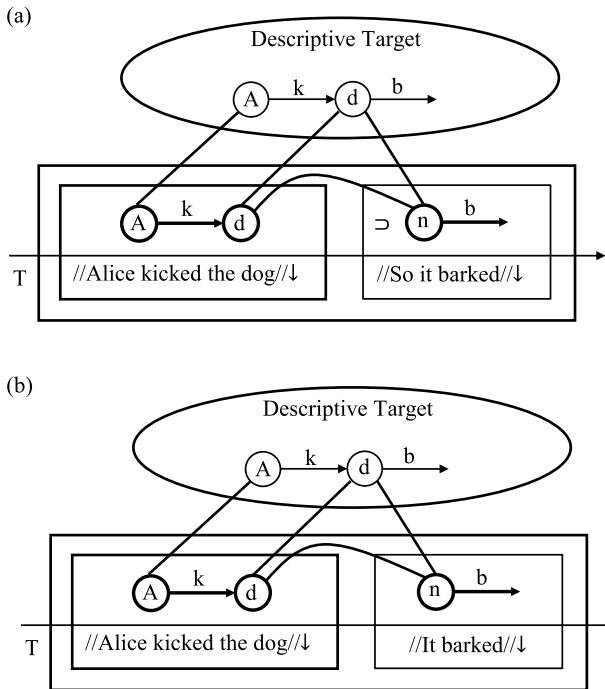 (a)
Descriptive Target
A k d b
A k d ⊃ n b
T
//Alice kicked the dog//↓ //So it barked//↓
(b)
Descriptive Target
A k d b
A k d n b
T
//Alice kicked the dog//↓ //It barked//↓